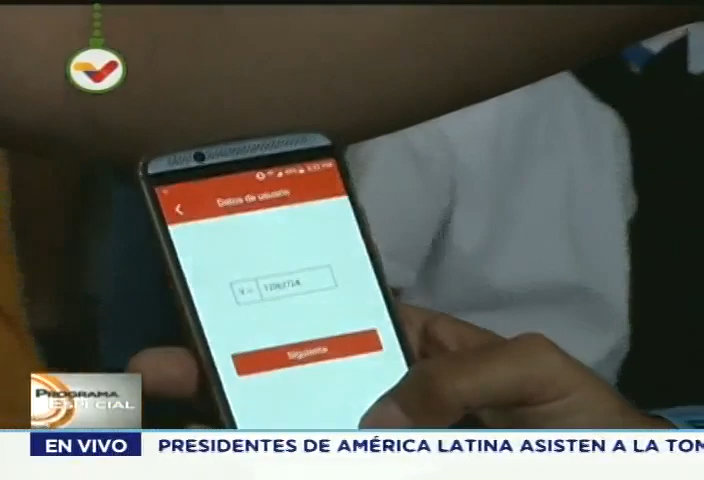 Datos de usuario
V
Siguiente
PROGRAMA
ESPECIAL
EN VIVO PRESIDENTES DE AMÉRICA LATINA ASISTEN A LA TOM